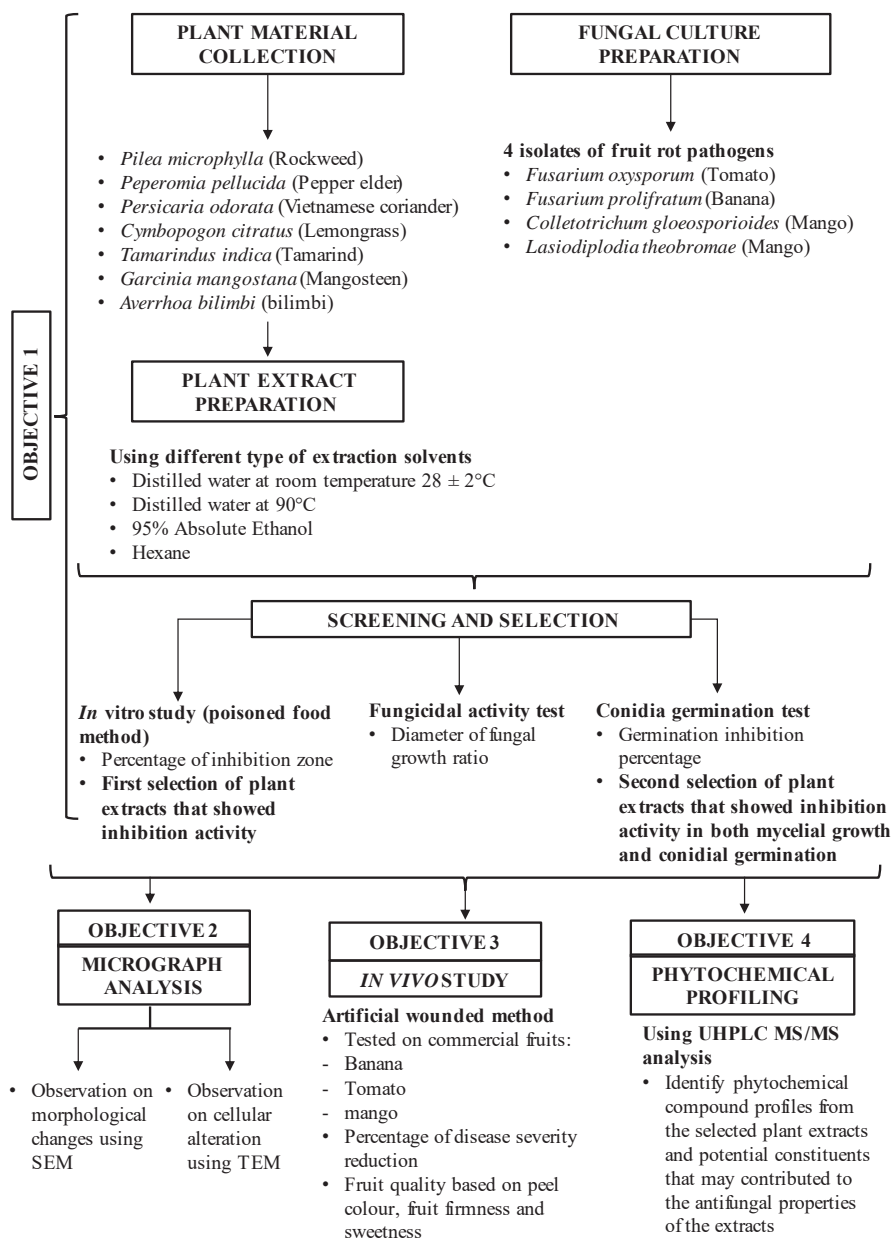 PLANT MATERIAL
COLLECTION
FUNGAL CULTURE
PREPARATION
• Pilea microphylla (Rockweed)
• Peperomia pellucida (Pepper elder)
• Persicaria odorata (Vietnamese coriander)
• Cymbopogon citratus (Lemongrass)
• Tamarindus indica (Tamarind)
• Garcinia mangostana (Mangosteen)
• Averrhoa bilimbi (bilimbi)
4 isolates of fruit rot pathogens
• Fusarium oxysporum (Tomato)
• Fusarium prolifratum (Banana)
• Colletotrichum gloeosporioides (Mango)
• Lasiodiplodia theobromae (Mango)
OBJECTIVE 1
PLANT EXTRACT
PREPARATION
Using different type of extraction solvents
• Distilled water at room temperature 28 ± 2°C
• Distilled water at 90°C
• 95% Absolute Ethanol
• Hexane
SCREENING AND SELECTION
In vitro study (poisoned food
method)
• Percentage of inhibition zone
• First selection of plant
extracts that showed
inhibition activity
Fungicidal activity test
• Diameter of fungal
growth ratio
Conidia germination test
• Germination inhibition
percentage
• Second selection of plant
extracts that showed inhibition
activity in both mycelial growth
and conidial germination
OBJECTIVE 2
MICROGRAPH
ANALYSIS
• Observation on
morphological
changes using
SEM
• Observation
on cellular
alteration
using TEM
OBJECTIVE 3
IN VIVO STUDY
Artificial wounded method
• Tested on commercial fruits:
- Banana
- Tomato
- mango
• Percentage of disease severity
reduction
• Fruit quality based on peel
colour, fruit firmness and
sweetness
OBJECTIVE 4
PHYTOCHEMICAL
PROFILING
Using UHPLC MS/MS
analysis
• Identify phytochemical
compound profiles from
the selected plant extracts
and potential constituents
that may contributed to
the antifungal properties
of the extracts